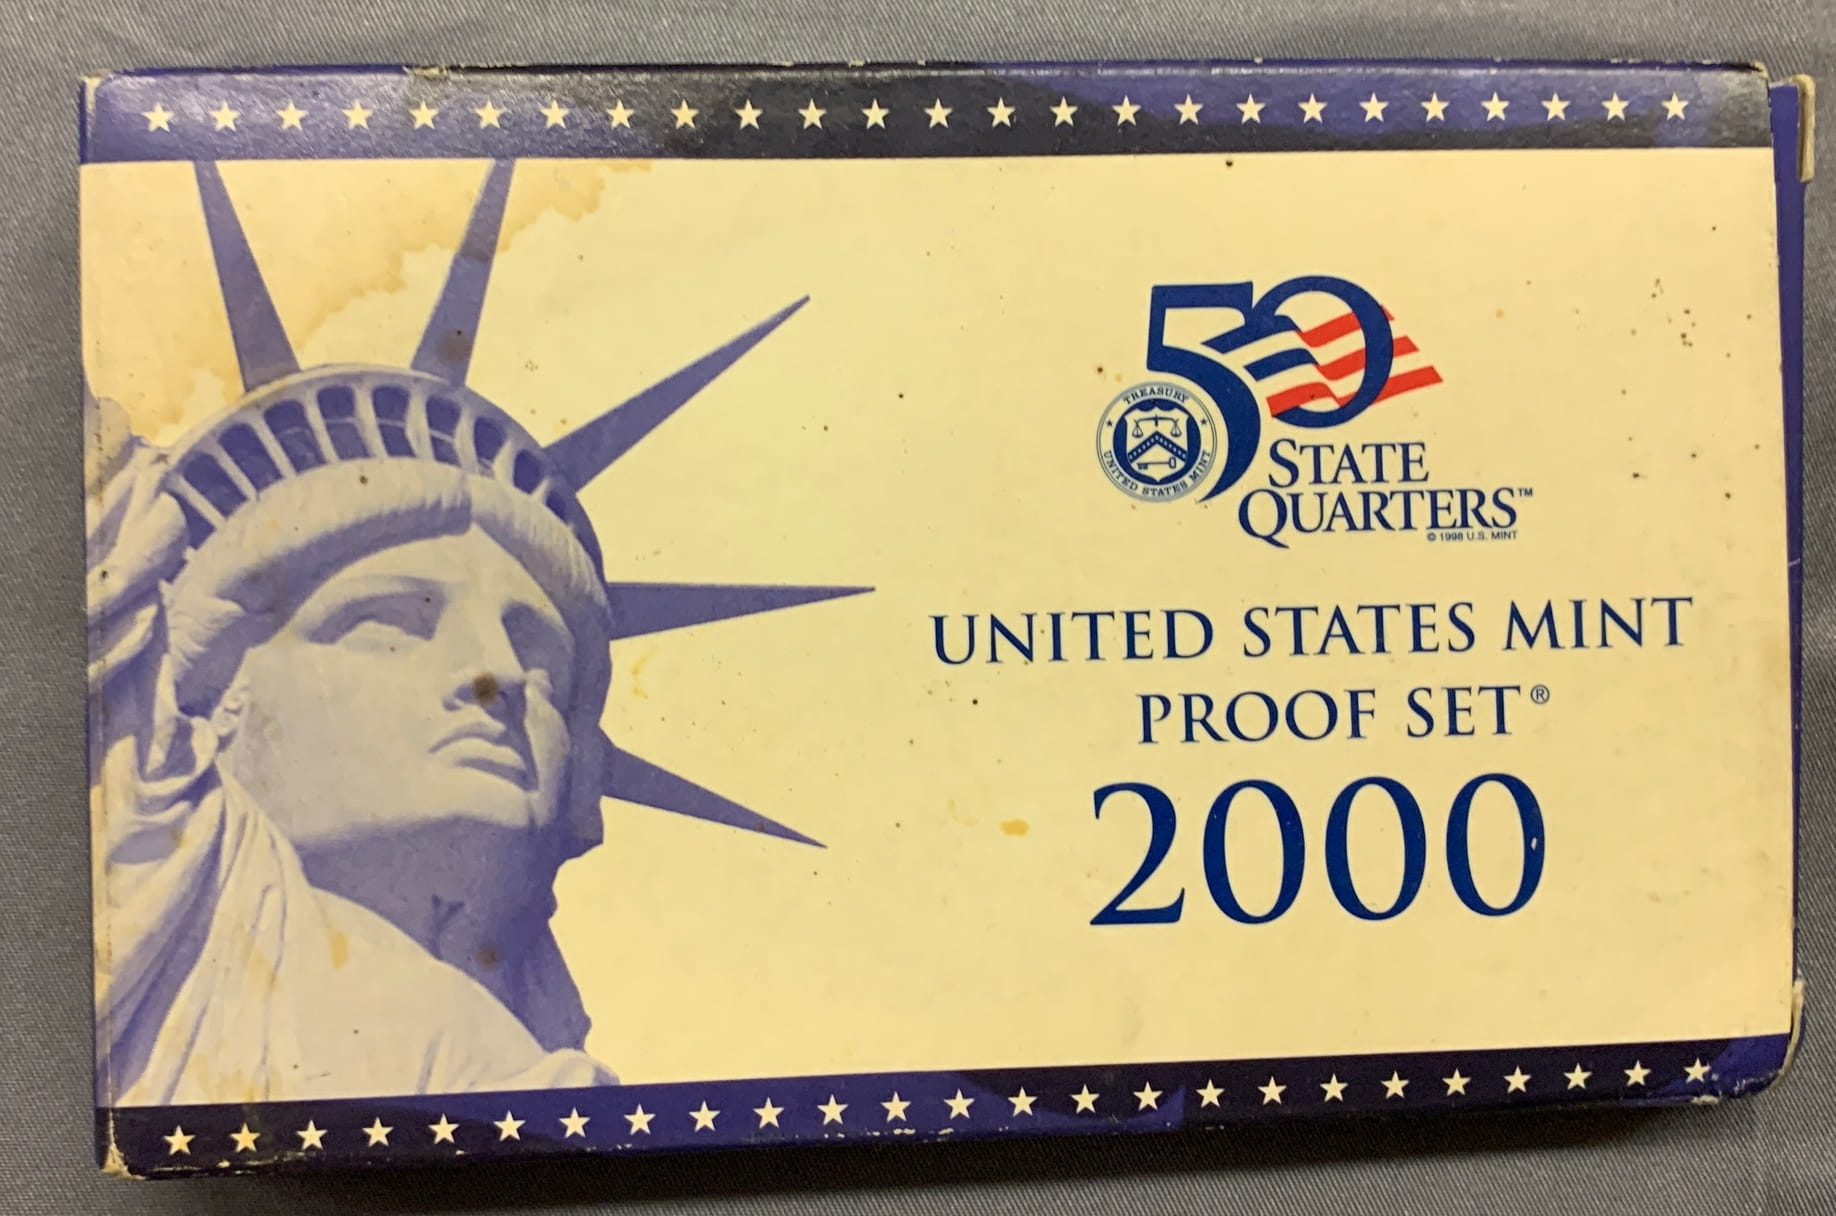 50
TREASURY
UNITED STATES MINT
STATE
QUARTERS™
© 1998 U.S. MINT
UNITED STATES MINT
PROOF SET®
2000